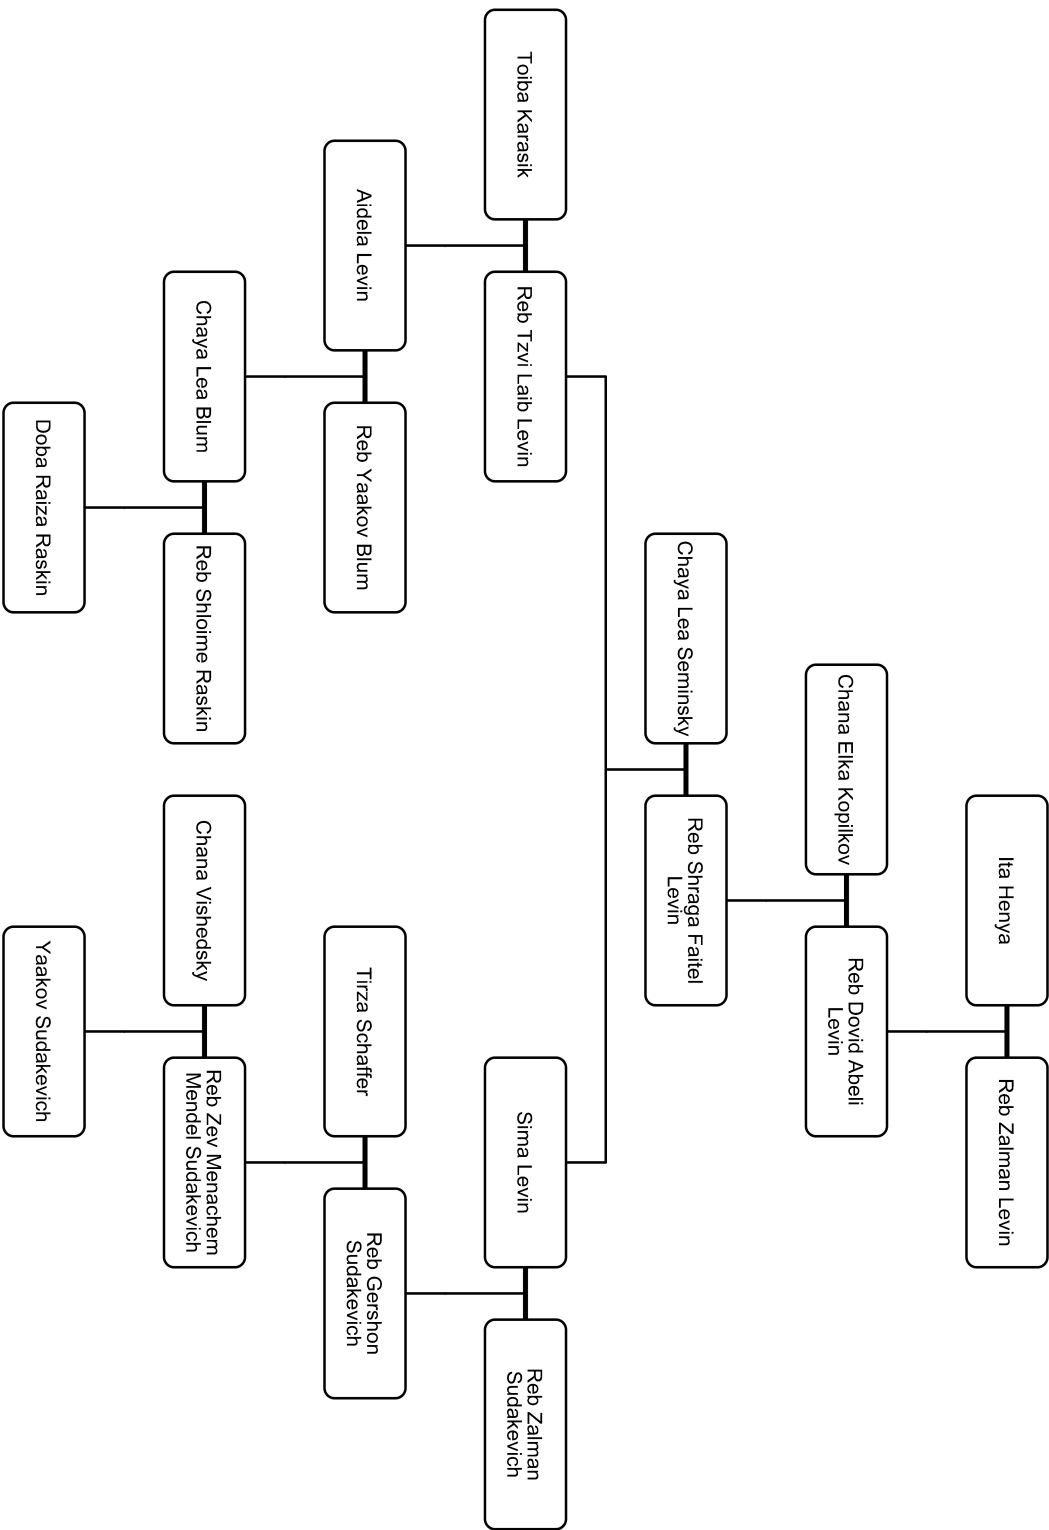 Ita Henya
Reb Zalman Levin
Chana Elka Kopilkov
Reb Dovid Abeli
Levin
Chaya Lea Seminsky
Reb Shraga Faitel
Levin
Toiba Karasik
Reb Tzvi Laib Levin
Sima Levin
Reb Zalman
Sudakevich
Aidela Levin
Reb Yaakov Blum
Tirza Schaffer
Reb Gershon
Sudakevich
Chaya Lea Blum
Reb Shloime Raskin
Chana Vishedsky
Reb Zev Menachem
Mendel Sudakevich
Doba Raiza Raskin
Yaakov Sudakevich